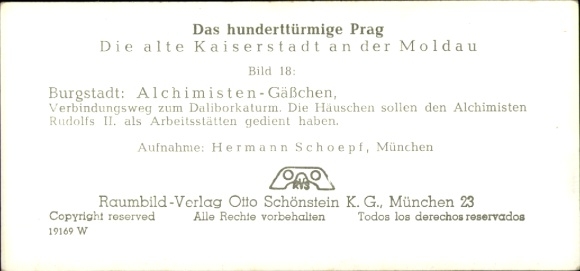 Das hunderttürmige Prag
Die alte Kaiserstadt an der Moldau
Bild 18:
Burgstadt: Alchimisten-Gäßchen,
Verbindungsweg zum Daliborkaturm. Die Häuschen sollen den Alchimisten
Rudolfs II. als Arbeitsstätten gedient haben.
Aufnahme: Hermann Schoepf, München
RVS
Raumbild-Verlag Otto Schönstein K. G., München 23
Copyright reserved Alle Rechte vorbehalten Todos los derechos reservados
19169 W